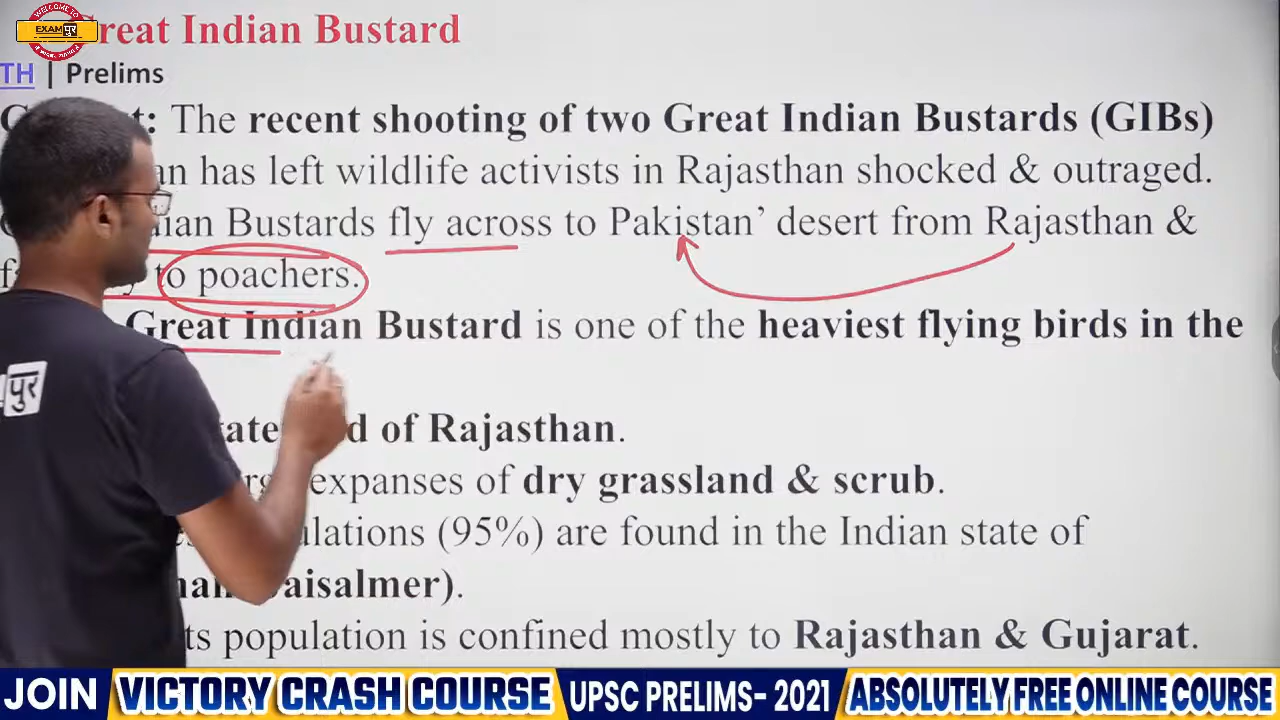 WELCOME TO
EXAM पुर
Great Indian Bustard
TH | Prelims
The recent shooting of two Great Indian Bustards (GIBs)
has left wildlife activists in Rajasthan shocked & outraged.
Bustards fly across to Pakistan’ desert from Rajasthan &
to poachers.
Great Indian Bustard is one of the heaviest flying birds in the
of Rajasthan.
expanses of dry grassland & scrub.
(95%) are found in the Indian state of
population is confined mostly to Rajasthan & Gujarat.
पुर
JOIN VICTORY CRASH COURSE UPSC PRELIMS- 2021 ABSOLUTELY FREE ONLINE COURSE